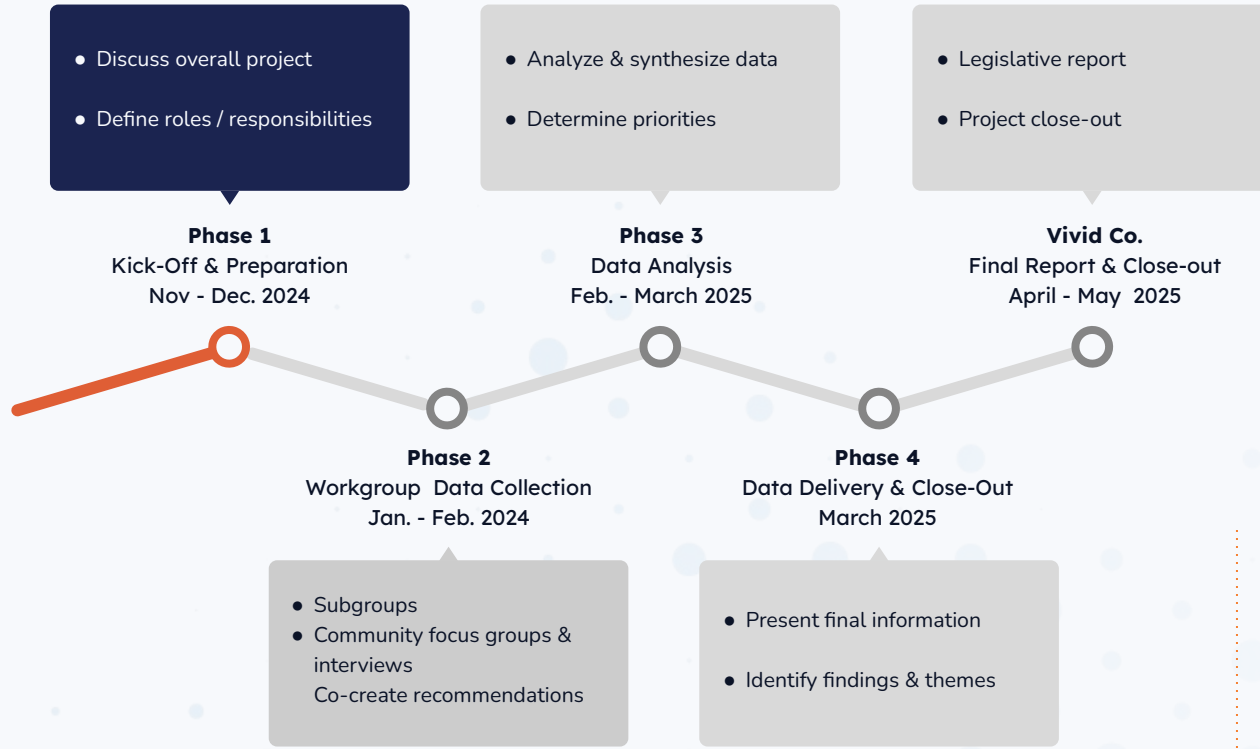 Discuss overall project
Define roles / responsibilities
Phase 1
Kick-Off & Preparation
Nov - Dec. 2024
Phase 2
Workgroup  Data Collection
Jan. - Feb. 2024
Subgroups
Community focus groups &
interviews
Co-create recommendations
Analyze & synthesize data
Determine priorities
Phase 3
Data Analysis
Feb. - March 2025
Phase 4
Data Delivery & Close-Out
March 2025
Present final information
Identify findings & themes
Legislative report
Project close-out
Vivid Co.
Final Report & Close-out
April - May  2025